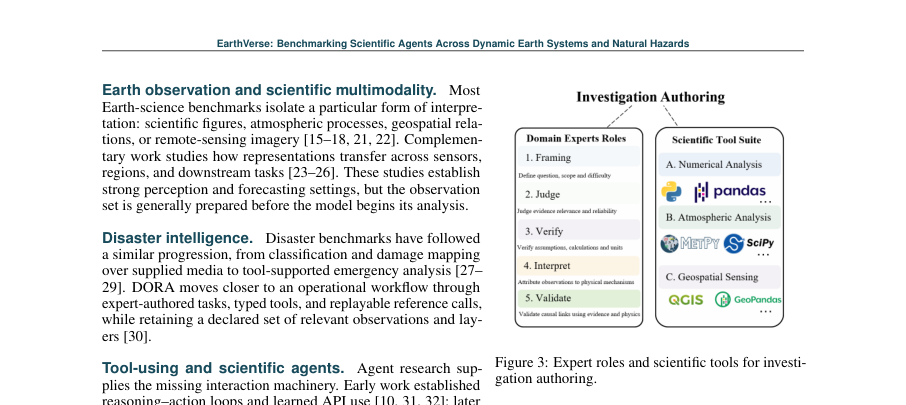 EarthVerse: Benchmarking Scientific Agents Across Dynamic Earth Systems and Natural Hazards
Earth observation and scientific multimodality. Most
Earth-science benchmarks isolate a particular form of interpre-
tation: scientific figures, atmospheric processes, geospatial rela-
tions, or remote-sensing imagery [15–18, 21, 22]. Complemen-
tary work studies how representations transfer across sensors,
regions, and downstream tasks [23–26]. These studies establish
strong perception and forecasting settings, but the observation
set is generally prepared before the model begins its analysis.
Disaster intelligence. Disaster benchmarks have followed
a similar progression, from classification and damage mapping
over supplied media to tool-supported emergency analysis [27–
29]. DORA moves closer to an operational workflow through
expert-authored tasks, typed tools, and replayable reference calls,
while retaining a declared set of relevant observations and lay-
ers [30].
Tool-using and scientific agents. Agent research sup-
plies the missing interaction machinery. Early work established
reasoning–action loops and learned API use [10, 31, 32]; later
Investigation Authoring
Domain Experts Roles
1. Framing
Define question, scope and difficulty
2. Judge
Judge evidence relevance and reliability
3. Verify
Verify assumptions, calculations and units
4. Interpret
Attribute observations to physical mechanisms
5. Validate
Validate causal links using evidence and physics
Scientific Tool Suite
A. Numerical Analysis
pandas
...
B. Atmospheric Analysis
MetPy SciPy
...
C. Geospatial Sensing
QGIS GeoPandas
...
Figure 3: Expert roles and scientific tools for investi-
gation authoring.